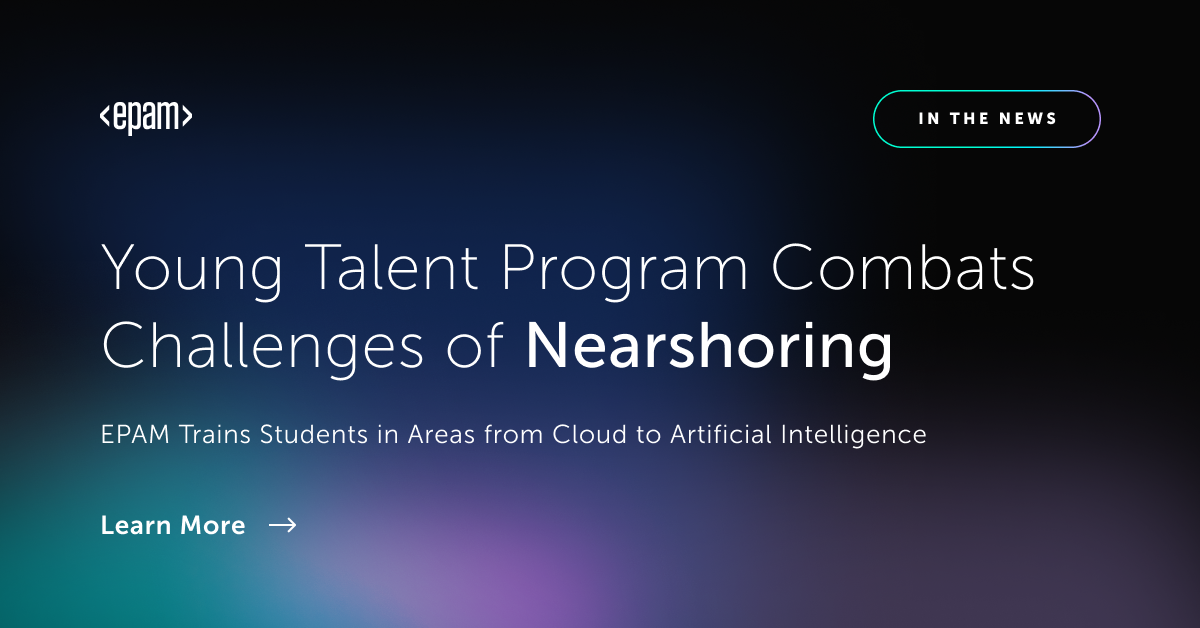 <epam>
IN THE NEWS
Young Talent Program Combats
Challenges of Nearshoring
EPAM Trains Students in Areas from Cloud to Artificial Intelligence
Learn More →